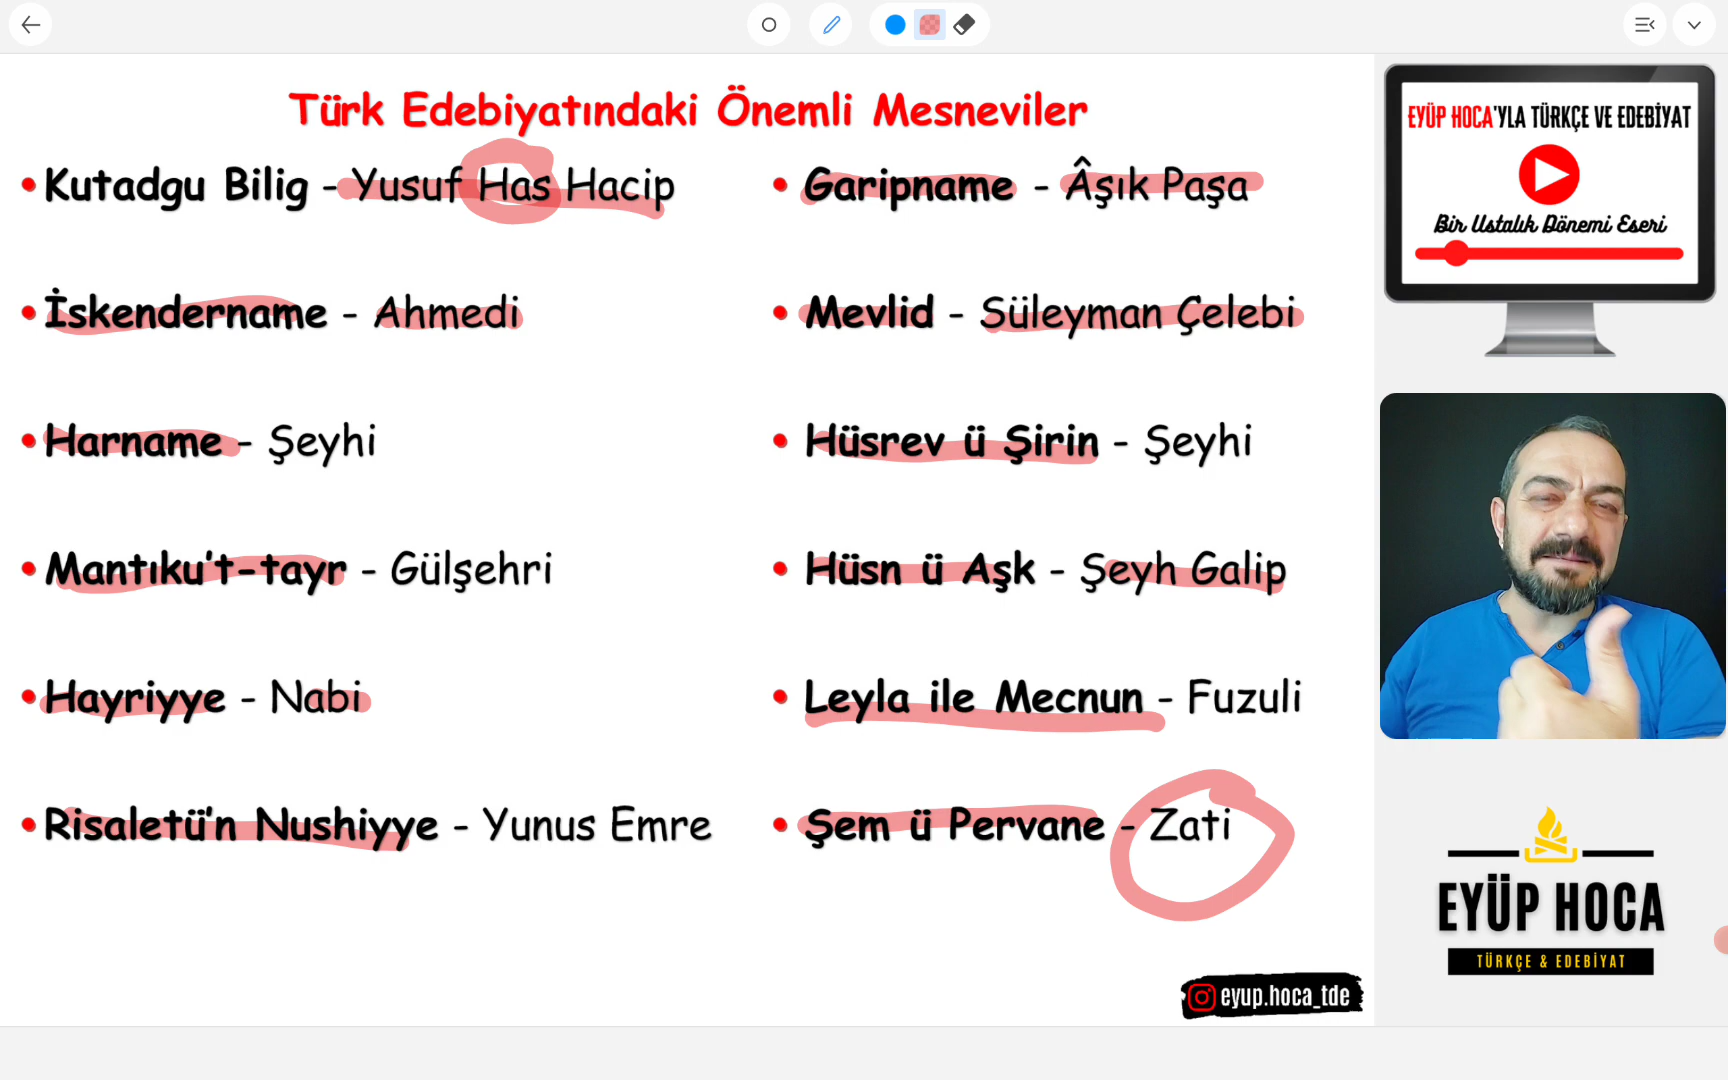 Türk Edebiyatındaki Önemli Mesneviler
• Kutadgu Bilig - Yusuf Has Hacip
• İskendername - Ahmedi
• Harname - Şeyhi
• Mantıku't-tayr - Gülşehri
• Hayriyye - Nabi
• Risaletü'n Nushiyye - Yunus Emre
• Garipname - Âşık Paşa
• Mevlid - Süleyman Çelebi
• Hüsrev ü Şirin - Şeyhi
• Hüsn ü Aşk - Şeyh Galip
• Leyla ile Mecnun - Fuzuli
• Şem ü Pervane - Zati
eyup.hoca_tde
EYÜP HOCA'YLA TÜRKÇE VE EDEBİYAT
Bir Ustalık Dönemi Eseri
EYÜP HOCA
TÜRKÇE & EDEBİYAT